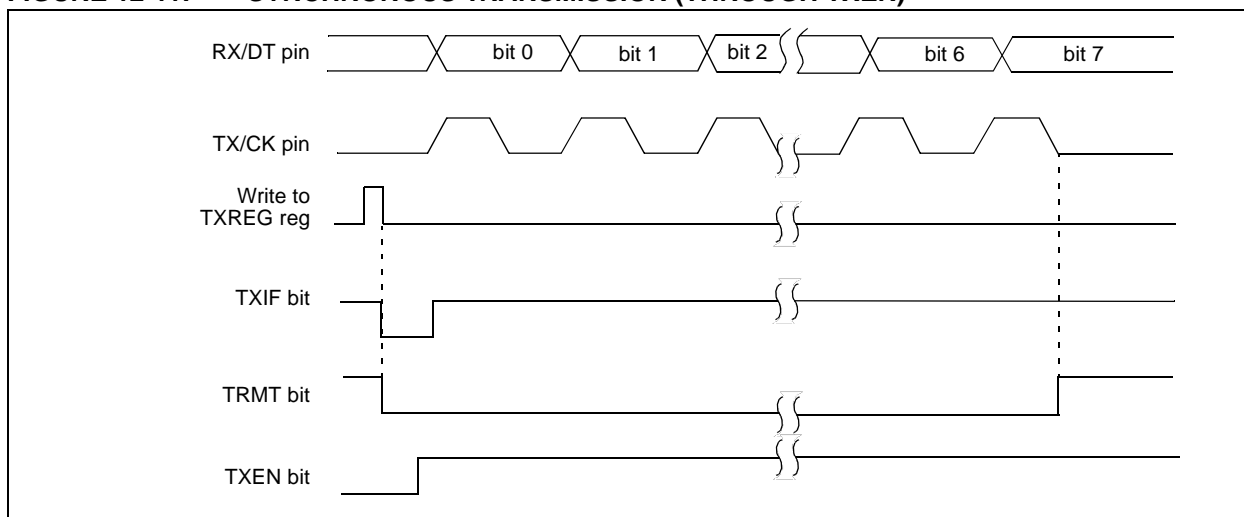 RX/DT pin
bit 0
bit 1
bit 2
bit 6
bit 7
TX/CK pin
Write to
TXREG reg
TXIF bit
TRMT bit
TXEN bit